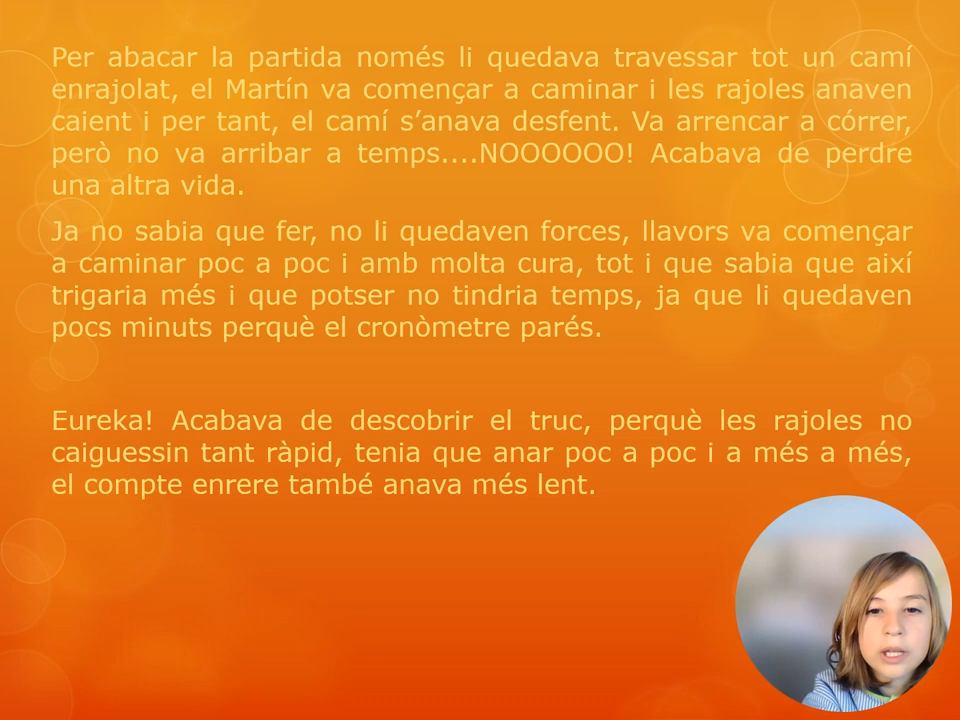 Per abacar la partida només li quedava travessar tot un camí
enrajolat, el Martín va començar a caminar i les rajoles anaven
caient i per tant, el camí s’anava desfent. Va arrencar a córrer,
però no va arribar a temps....NOOOOOO! Acabava de perdre
una altra vida.
Ja no sabia que fer, no li quedaven forces, llavors va començar
a caminar poc a poc i amb molta cura, tot i que sabia que així
trigaria més i que potser no tindria temps, ja que li quedaven
pocs minuts perquè el cronòmetre parés.
Eureka! Acabava de descobrir el truc, perquè les rajoles no
caiguessin tant ràpid, tenia que anar poc a poc i a més a més,
el compte enrere també anava més lent.